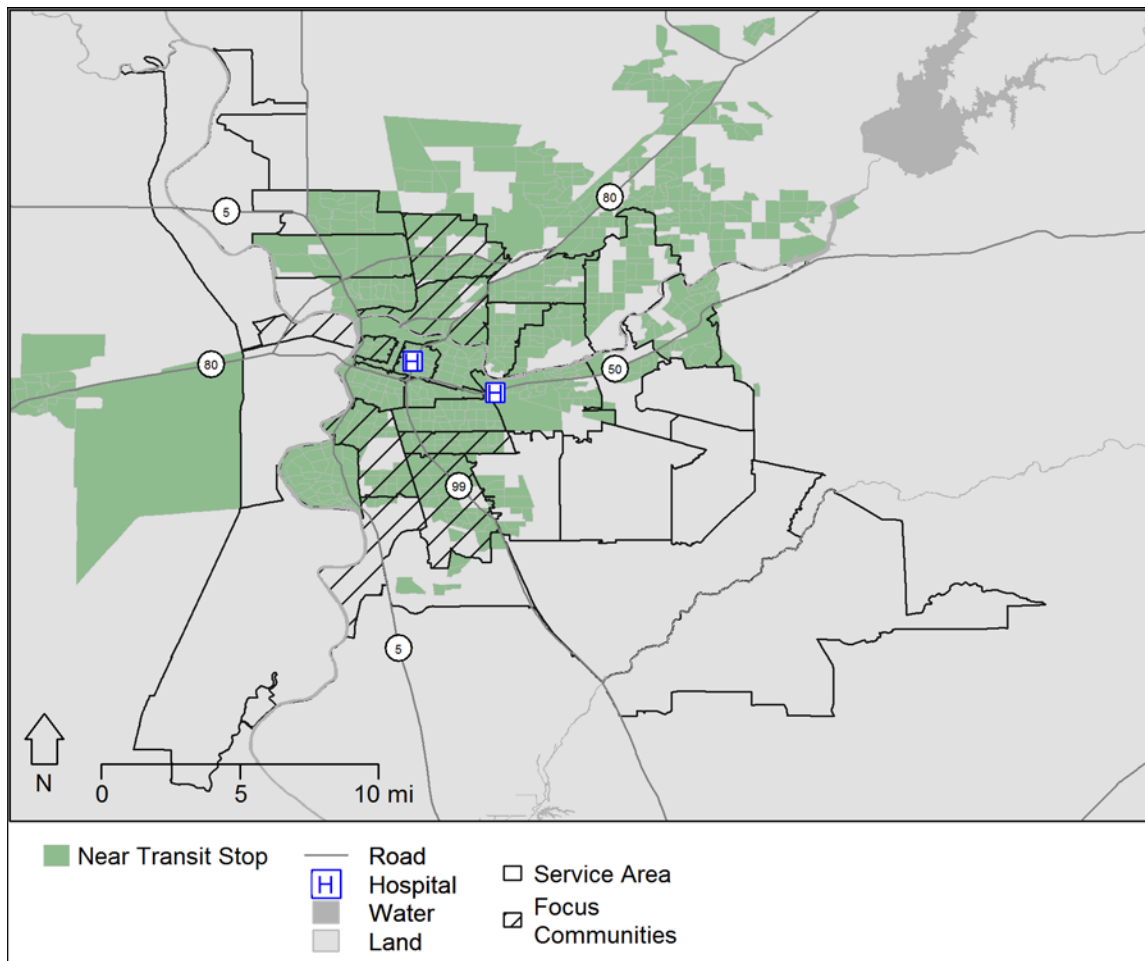 80
5
80
50
99
5
N
0 5 10 mi
Near Transit Stop
Road
H Hospital
Water
Land
Service Area
Focus
Communities
H
H